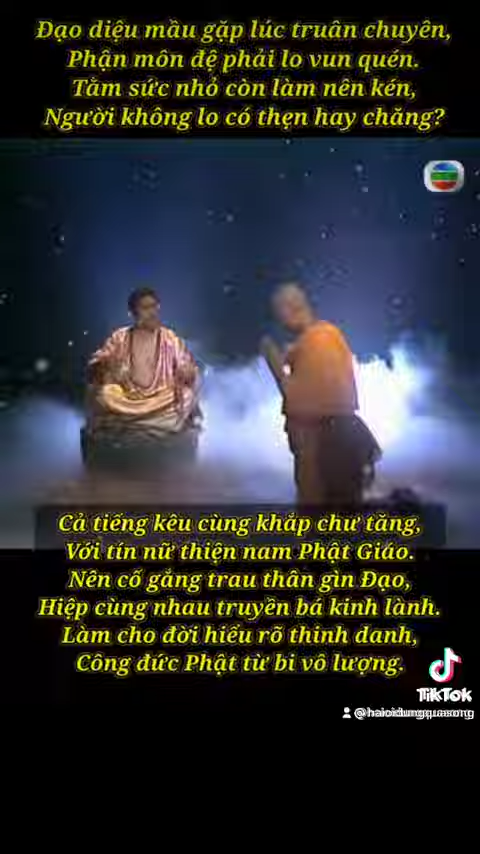 Đạo diệu mầu gặp lúc truân chuyên,
Phận môn đệ phải lo vun quén.
Tằm sức nhỏ còn làm nên kén,
Người không lo có thẹn hay chăng?
Cả tiếng kêu cùng khắp chư tăng,
Với tín nữ thiện nam Phật Giáo.
Nên cố gắng trau thân gìn Đạo,
Hiệp cùng nhau truyền bá kinh lành.
Làm cho đời hiểu rõ thinh danh,
Công đức Phật từ bi vô lượng.
TikTok